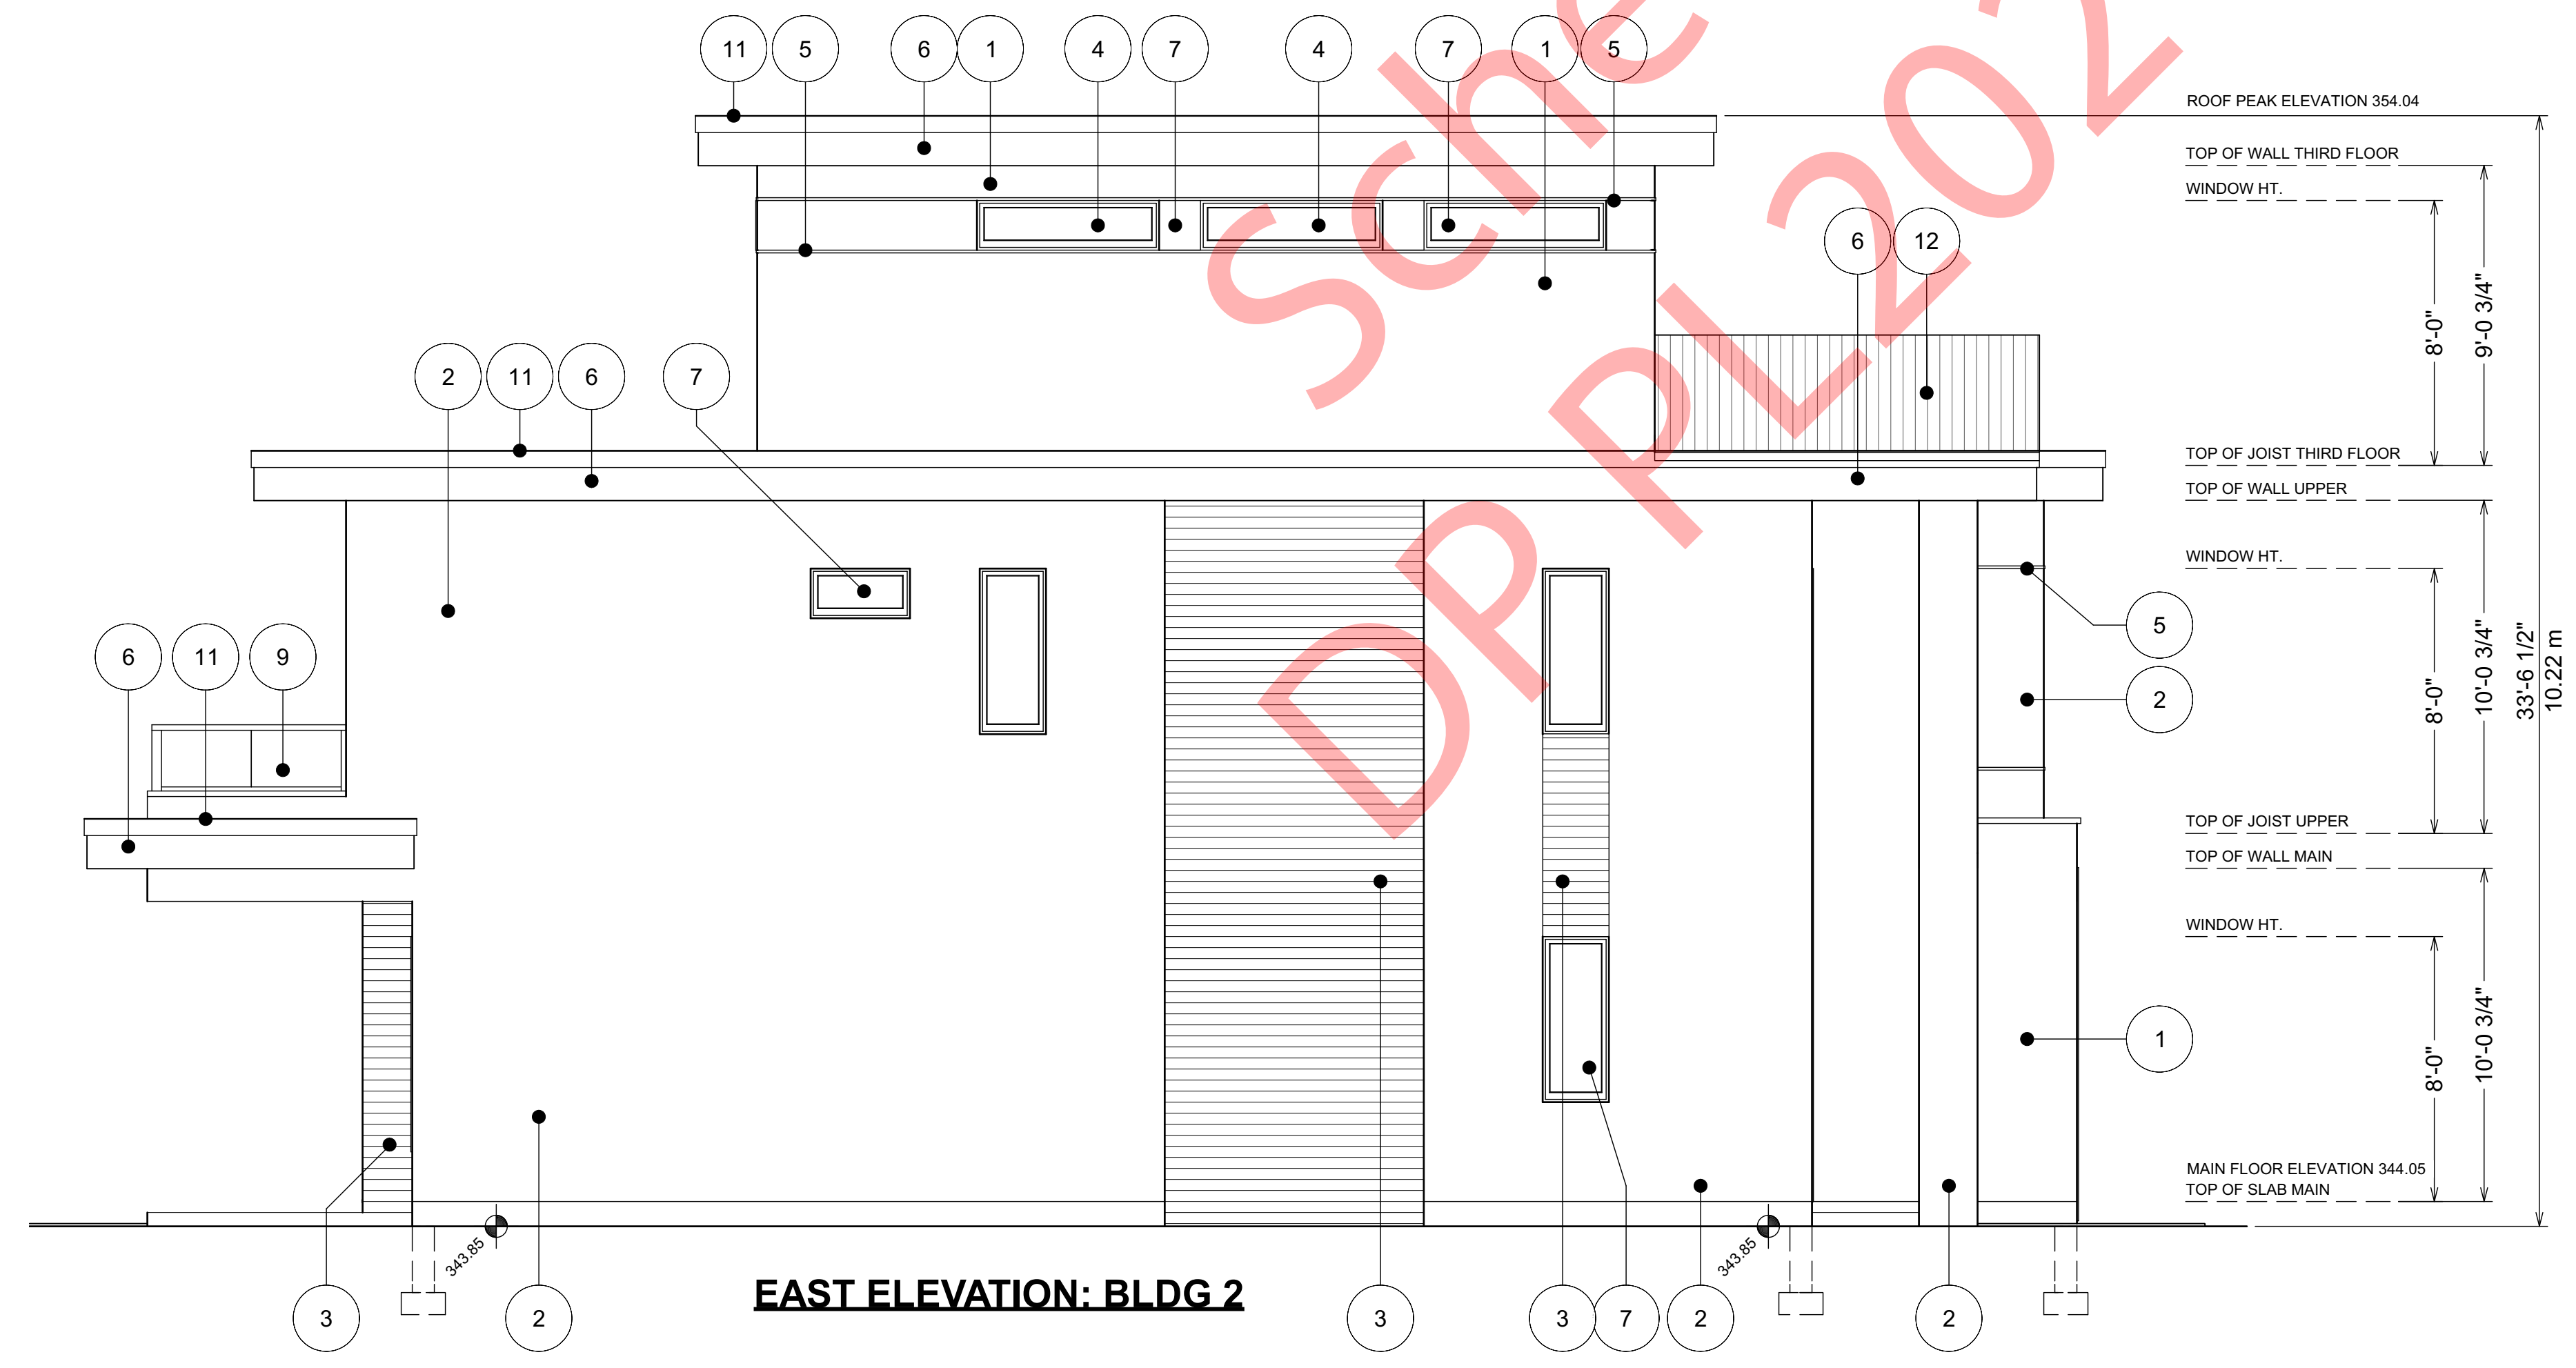 11 5 6 1 4 7 4 7 1 5
ROOF PEAK ELEVATION 354.04
TOP OF WALL THIRD FLOOR
WINDOW HT.
6 12
8'-0"
9'-0 3/4"
2 11 6 7
TOP OF JOIST THIRD FLOOR
TOP OF WALL UPPER
WINDOW HT.
5
6 11 9
2
8'-0"
10'-0 3/4"
33'-6 1/2"
10.22 m
TOP OF JOIST UPPER
TOP OF WALL MAIN
WINDOW HT.
1
8'-0"
10'-0 3/4"
MAIN FLOOR ELEVATION 344.05
TOP OF SLAB MAIN
343.85
343.85
EAST ELEVATION: BLDG 2
3 2 3 3 7 2 2
Sche
DP PL202